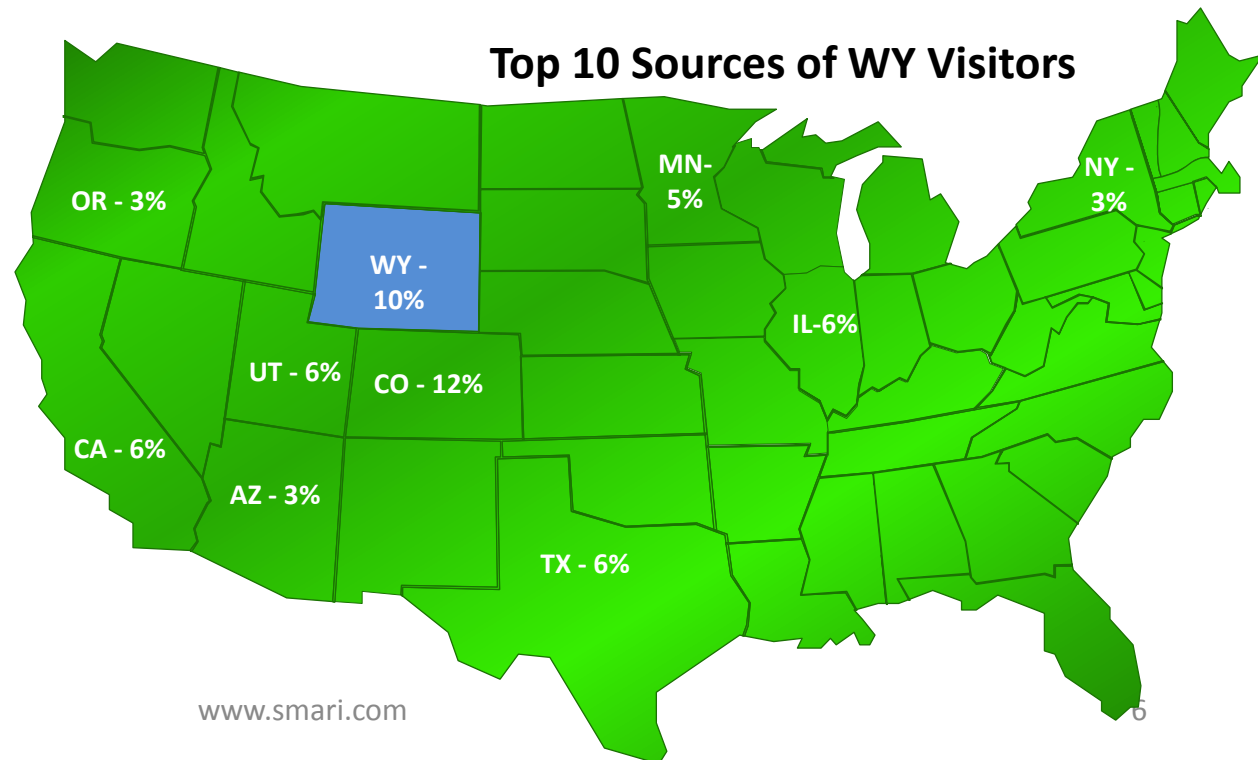 Top 10 Sources of WY Visitors
MN-
5%
NY -
3%
OR - 3%
WY -
10%
IL-6%
UT - 6%
CO - 12%
CA - 6%
AZ - 3%
TX - 6%
www.smari.com
6